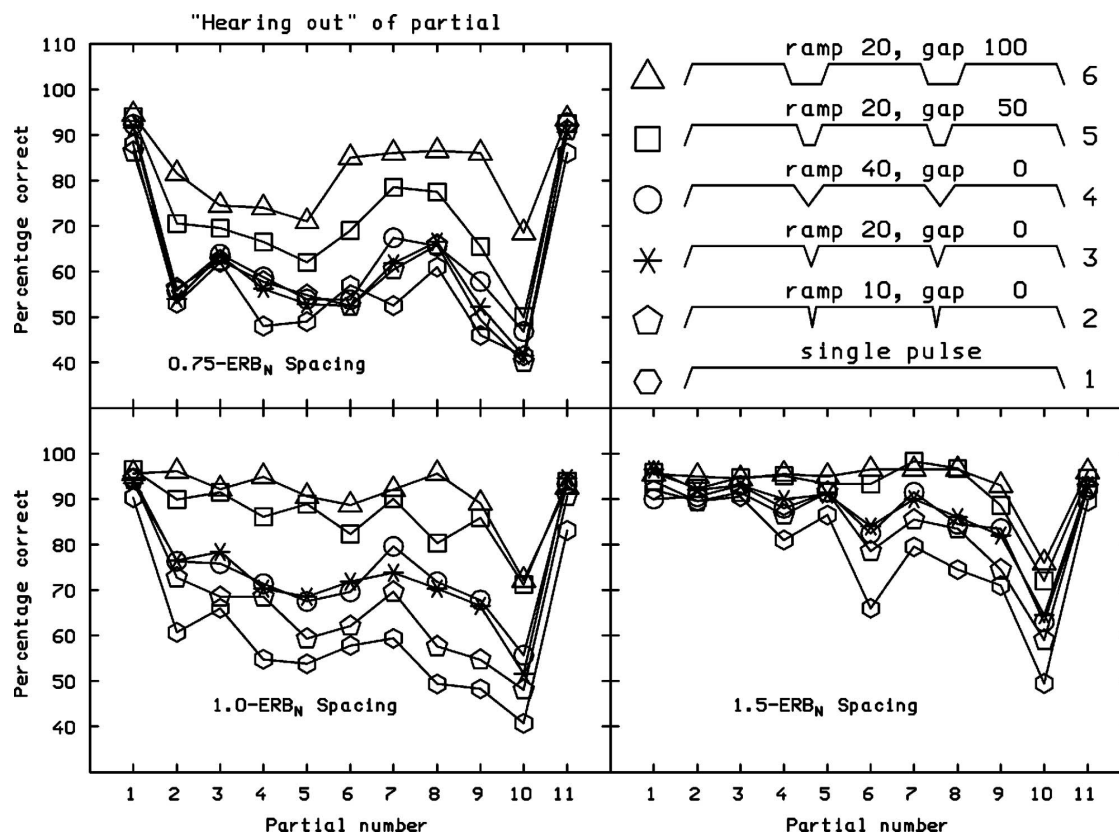 "Hearing out" of partial
Percentage correct
110
100
90
80
70
60
50
40
0.75-ERBN Spacing
ramp 20, gap 100
6
ramp 20, gap 50
5
ramp 40, gap 0
4
ramp 20, gap 0
3
ramp 10, gap 0
2
single pulse
1
Percentage correct
100
90
80
70
60
50
40
1.0-ERBN Spacing
1 2 3 4 5 6 7 8 9 10 11
Partial number
1.5-ERBN Spacing
1 2 3 4 5 6 7 8 9 10 11
Partial number